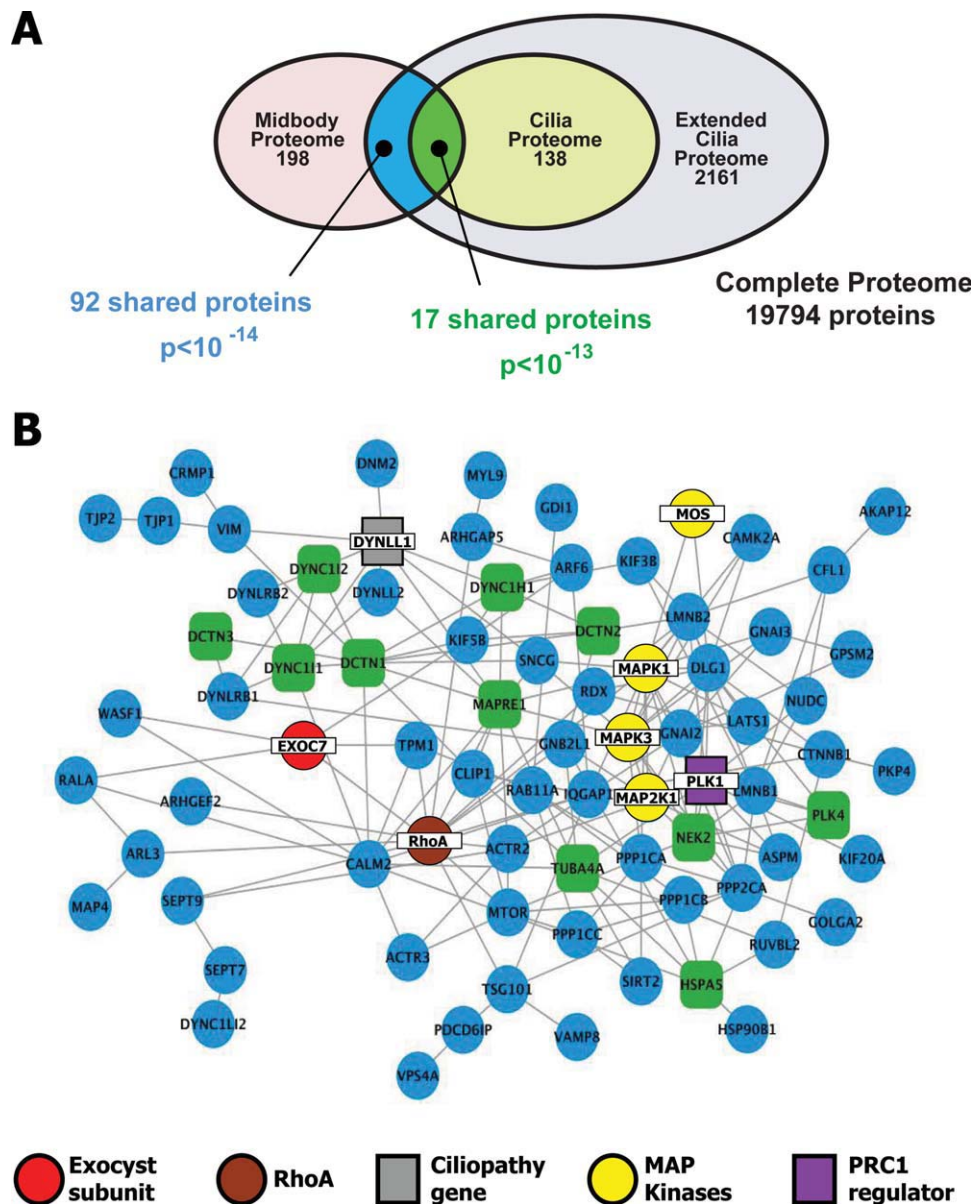 A
Midbody
Proteome
198
Cilia
Proteome
138
Extended
Cilia
Proteome
2161
92 shared proteins
p<10 -14
17 shared proteins
p<10 -13
Complete Proteome
19794 proteins
B
CRMP1
DNM2
MYL9
GDI1
MOS
AKAP12
TJP2
TJP1
VIM
DYNLL1
ARHGAP5
CAMK2A
DYNC1I2
DYNLRB2
DYNLL2
DYNC1H1
ARF6
KIF3B
CFL1
LMNB2
DCTN3
DYNC1I1
DCTN1
KIF5B
DCTN2
GNAI3
SNCG
MAPK1
DLG1
GPSM2
DYNLRB1
MAPRE1
RDX
NUDC
WASF1
EXOC7
TPM1
GNB2L1
MAPK3
GNAI2
LATS1
CTNNB1
RALA
CLIP1
RAB11A
IQGAP1
MAP2K1
PLK1
LMNB1
PKP4
ARHGEF2
RhoA
ACTR2
NEK2
PLK4
ARL3
CALM2
TUBA4A
PPP1CA
ASPM
KIF20A
MAP4
SEPT9
MTOR
PPP1CB
PPP2CA
GOLGA2
PPP1CC
RUVBL2
ACTR3
SEPT7
TSG101
SIRT2
HSPA5
DYNC1LI2
PDCD6IP
VAMP8
HSP90B1
VPS4A
Exocyst
subunit
RhoA
Ciliopathy
gene
MAP
Kinases
PRC1
regulator